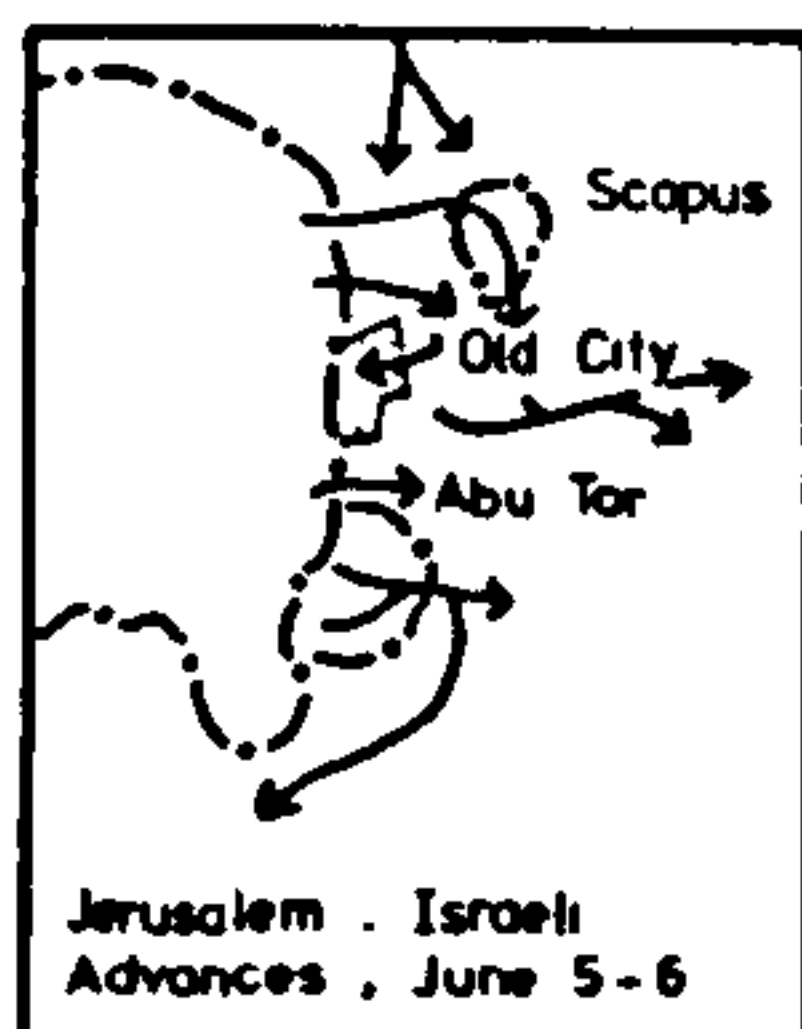 Scopus
Old City
Abu Tor
Jerusalem . Israeli
Advances , June 5 - 6